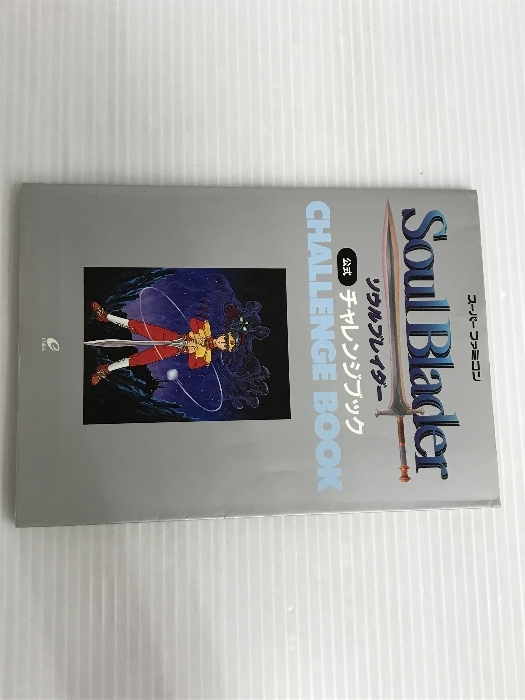 スーパーファミコン
Soul Blader
ソウルブレイダー
公式 チャレンジブック
CHALLENGE BOOK